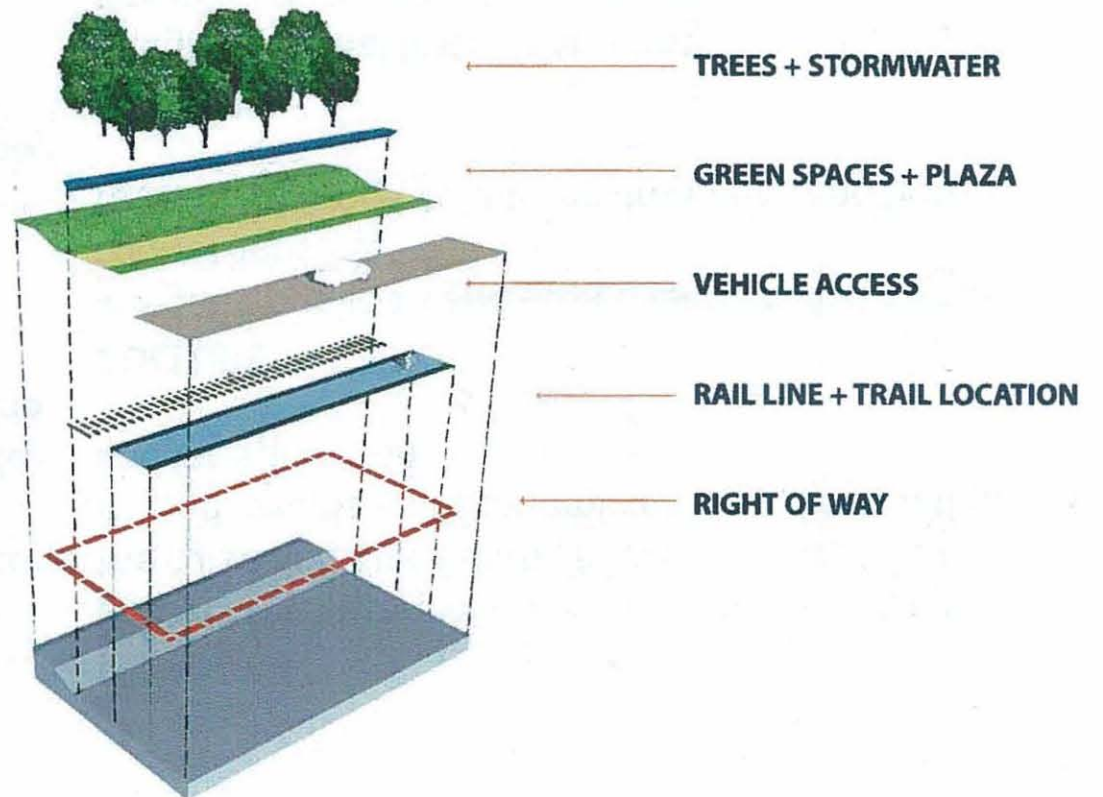 TREES + STORMWATER
GREEN SPACES + PLAZA
VEHICLE ACCESS
RAIL LINE + TRAIL LOCATION
RIGHT OF WAY